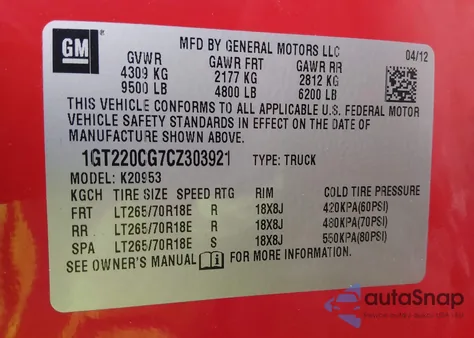 GM
MFD BY GENERAL MOTORS LLC 04/12
GVWR GAWR FRT GAWR RR
4309 KG 2177 KG 2812 KG
9500 LB 4800 LB 6200 LB
THIS VEHICLE CONFORMS TO ALL APPLICABLE U.S. FEDERAL MOTOR
VEHICLE SAFETY STANDARDS IN EFFECT ON THE DATE OF
MANUFACTURE SHOWN ABOVE.
1GT220CG7CZ303921 TYPE: TRUCK
MODEL: K20953
KGCH TIRE SIZE SPEED RTG RIM COLD TIRE PRESSURE
FRT LT265/70R18E R 18X8J 420KPA(60PSI)
RR LT265/70R18E R 18X8J 480KPA(70PSI)
SPA LT265/70R18E S 18X8J 550KPA(80PSI)
SEE OWNER'S MANUAL i FOR MORE INFORMATION.
autoSnap